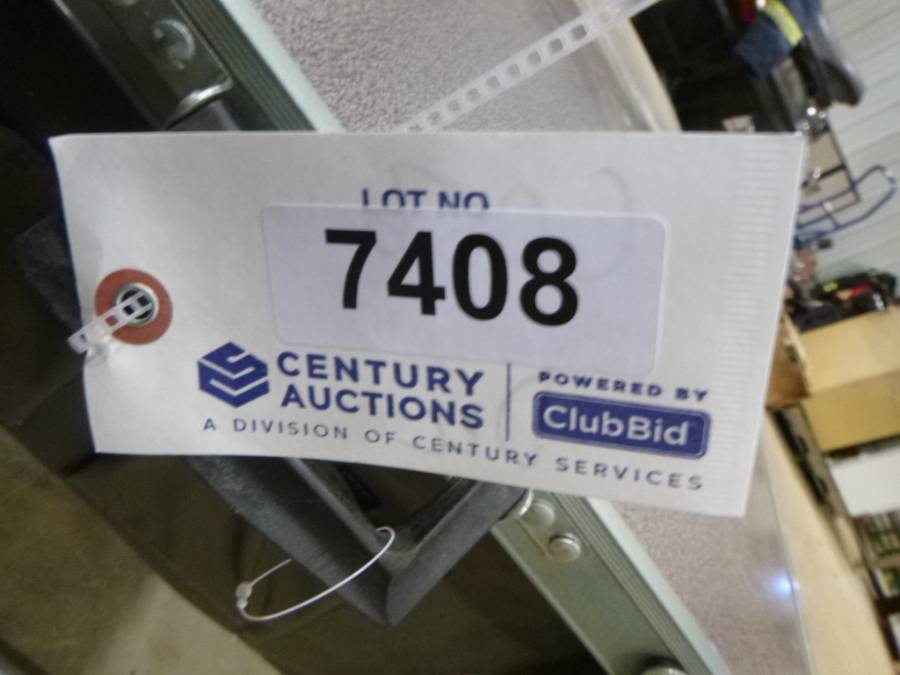 LOT NO
7408
CENTURY
AUCTIONS
A DIVISION OF CENTURY SERVICES
POWERED BY
ClubBid